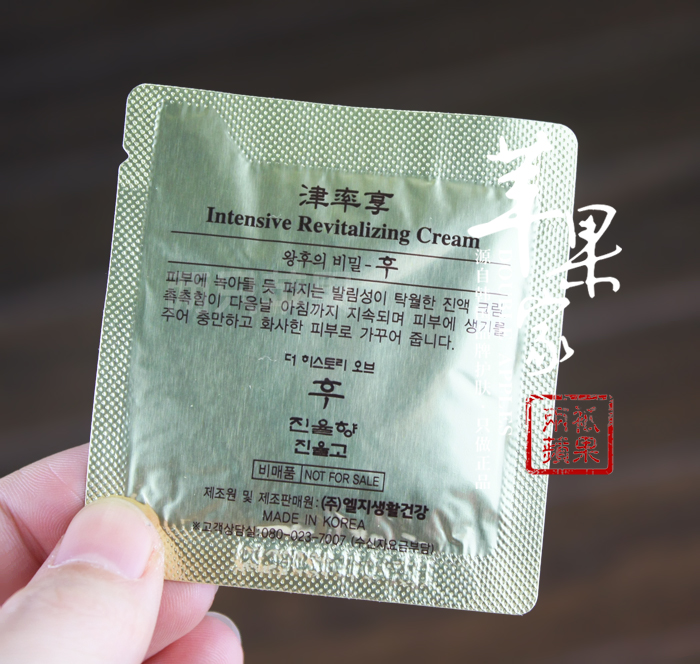 津率享
Intensive Revitalizing Cream
왕후의 비밀 - 후
피부에 녹아들 듯 펴지는 발림성이 탁월한 진액 크림.
촉촉함이 다음날 아침까지 지속되며 피부에 생기를
주어 충만하고 화사한 피부로 가꾸어 줍니다.
더 히스토리 오브
후
진율향
진율고
비매품 NOT FOR SALE
제조원 및 제조판매원 : (주)엘지생활건강
MADE IN KOREA
※고객상담실:080-023-7007 (수신자요금부담)
苹果
源自